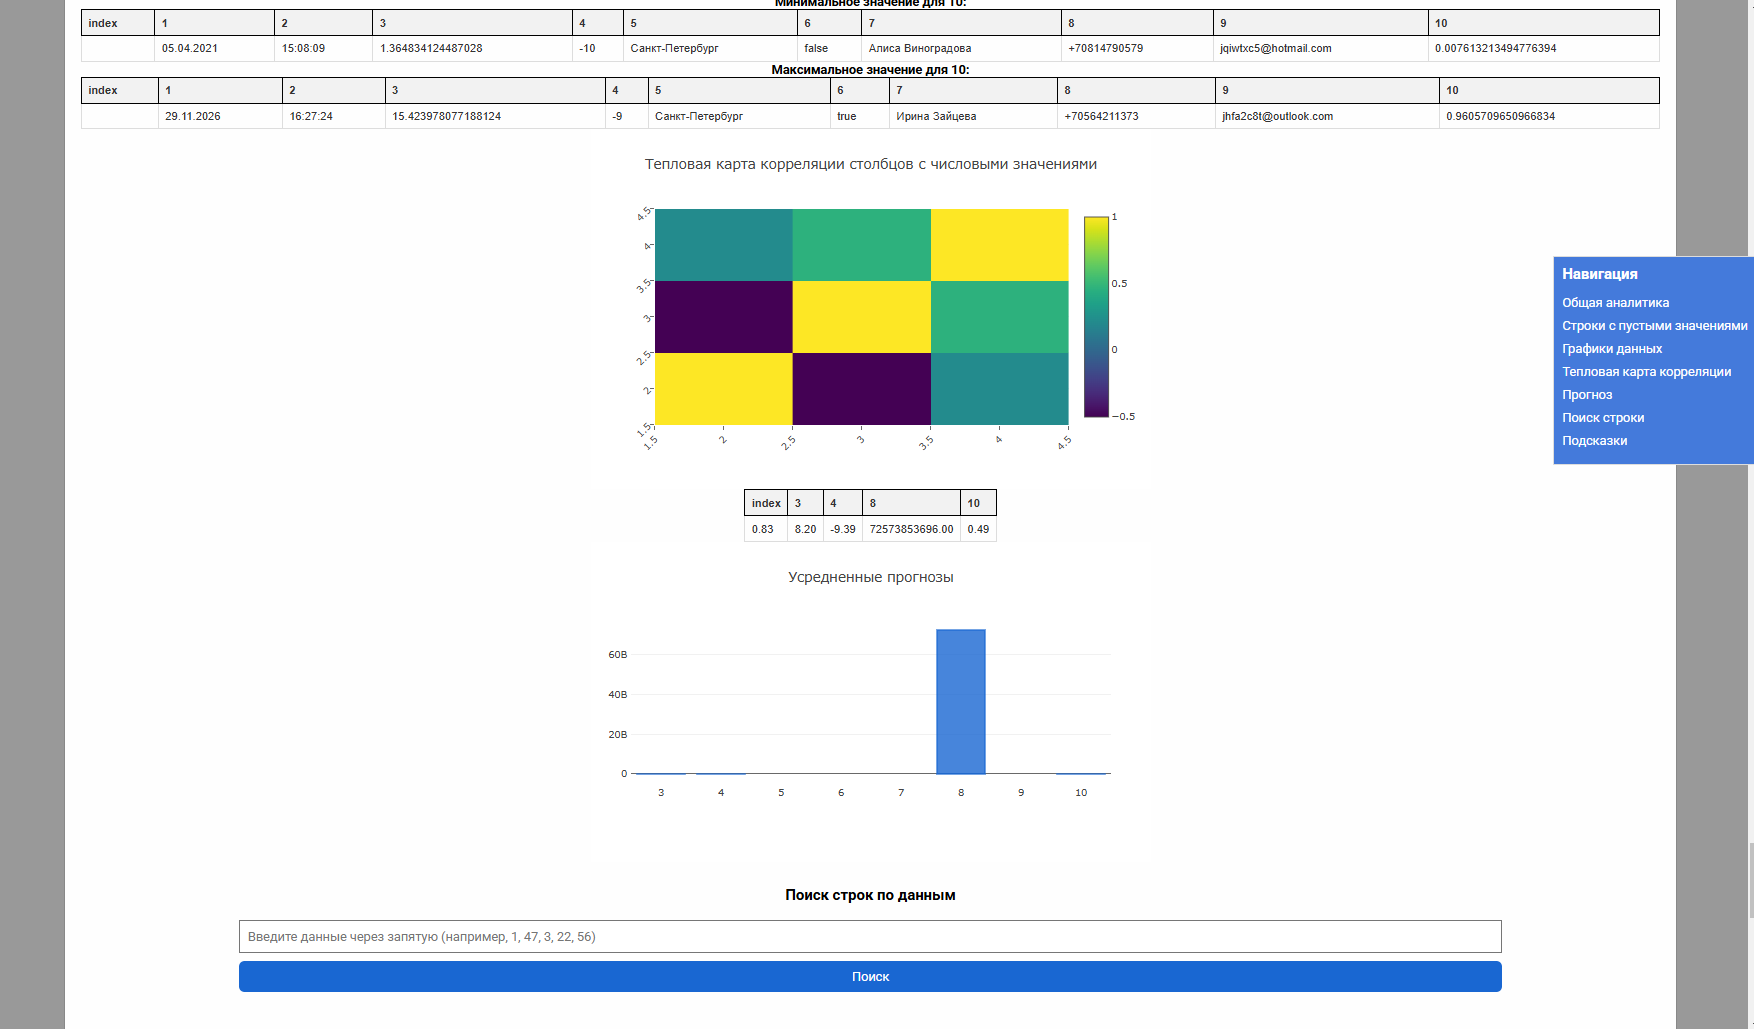 Минимальное значение для 10:
index 1 2 3 4 5 6 7 8 9 10
05.04.2021 15:08:09 1.364834124487028 -10 Санкт-Петербург false Алиса Виноградова +70814790579 jqiwtxc5@hotmail.com 0.007613213494776394
Максимальное значение для 10:
index 1 2 3 4 5 6 7 8 9 10
29.11.2026 16:27:24 15.423978077188124 -9 Санкт-Петербург true Ирина Зайцева +70564211373 jhfa2c8t@outlook.com 0.9605709650966834
Тепловая карта корреляции столбцов с числовыми значениями
4.5
4
3.5
3
2.5
2
1.5
1.5 2 2.5 3 3.5 4 4.5
1
0.5
0
−0.5
Навигация
Общая аналитика
Строки с пустыми значениями
Графики данных
Тепловая карта корреляции
Прогноз
Поиск строки
Подсказки
index 3 4 8 10
0.83 8.20 -9.39 72573853696.00 0.49
Усредненные прогнозы
60B
40B
20B
0
3 4 5 6 7 8 9 10
Поиск строк по данным
Введите данные через запятую (например, 1, 47, 3, 22, 56)
Поиск